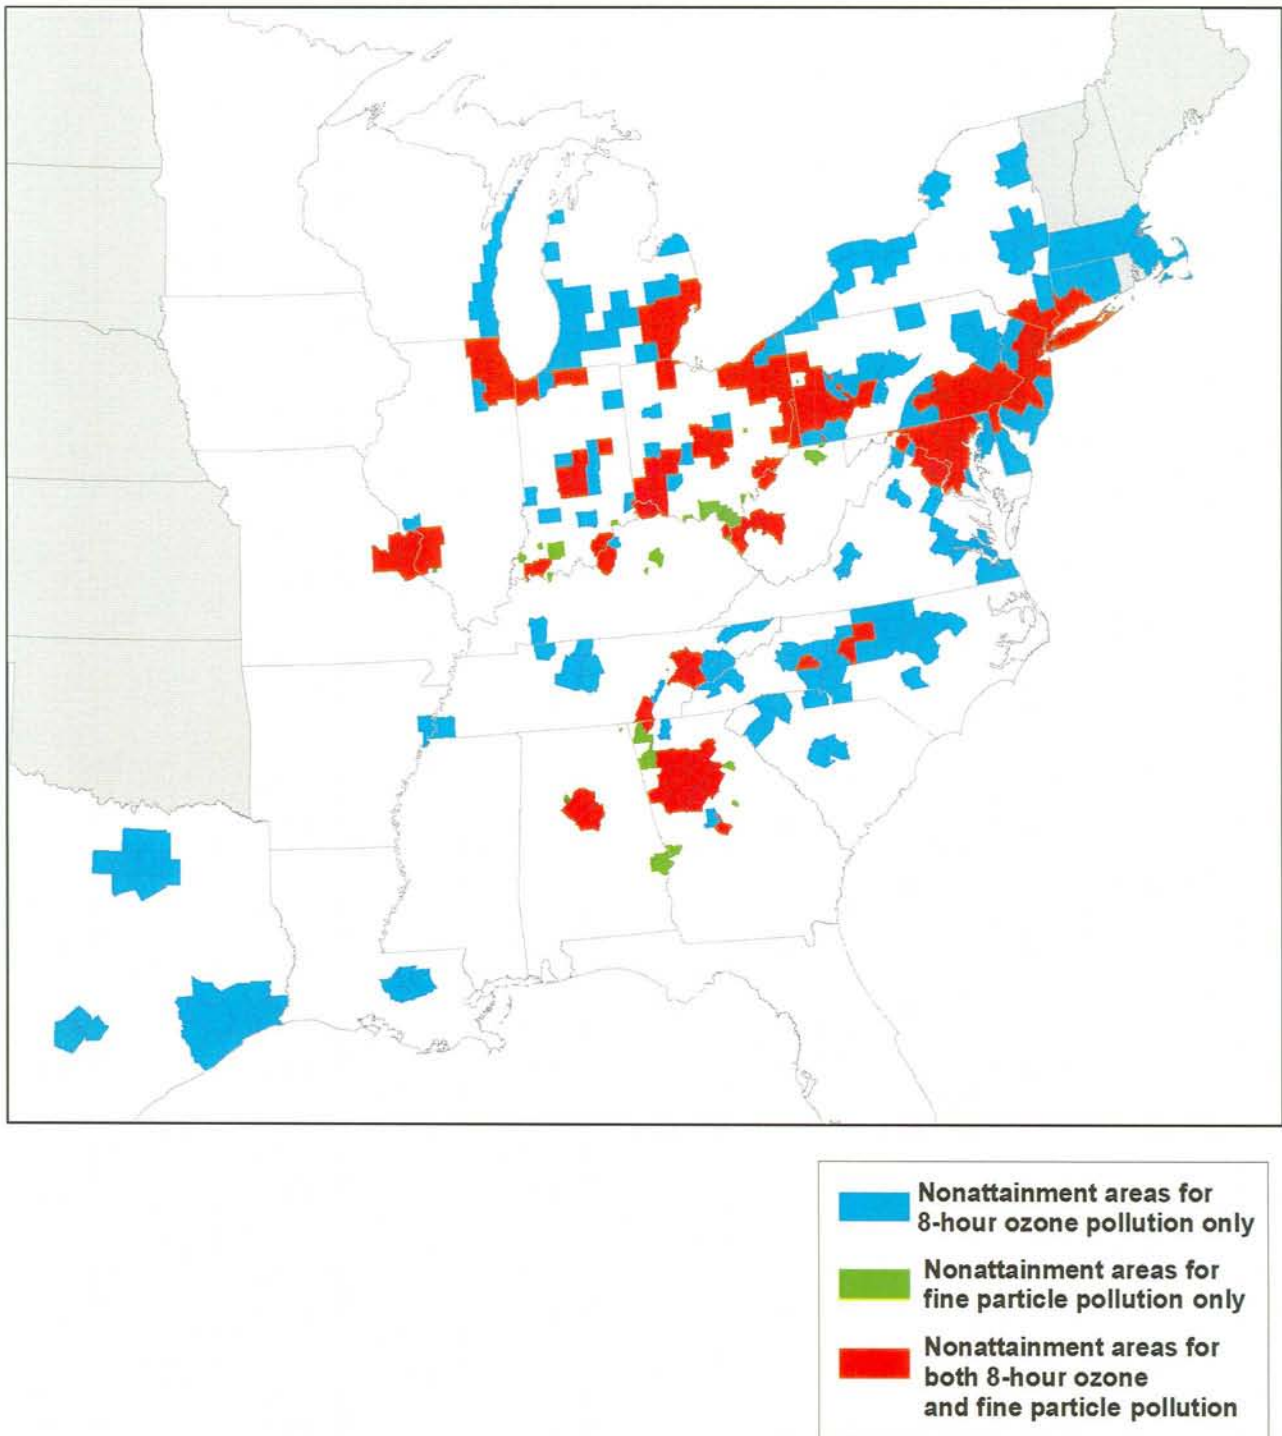 Nonattainment areas for
8-hour ozone pollution only
Nonattainment areas for
fine particle pollution only
Nonattainment areas for
both 8-hour ozone
and fine particle pollution